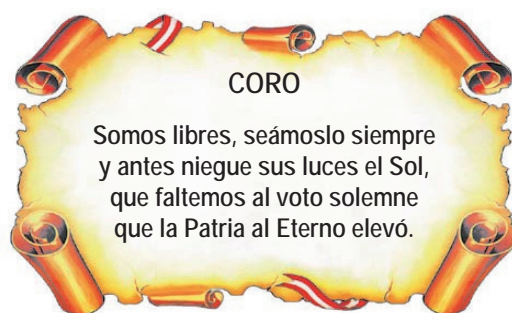 CORO
Somos libres, seámoslo siempre
y antes niegue sus luces el Sol,
que faltemos al voto solemne
que la Patria al Eterno elevó.